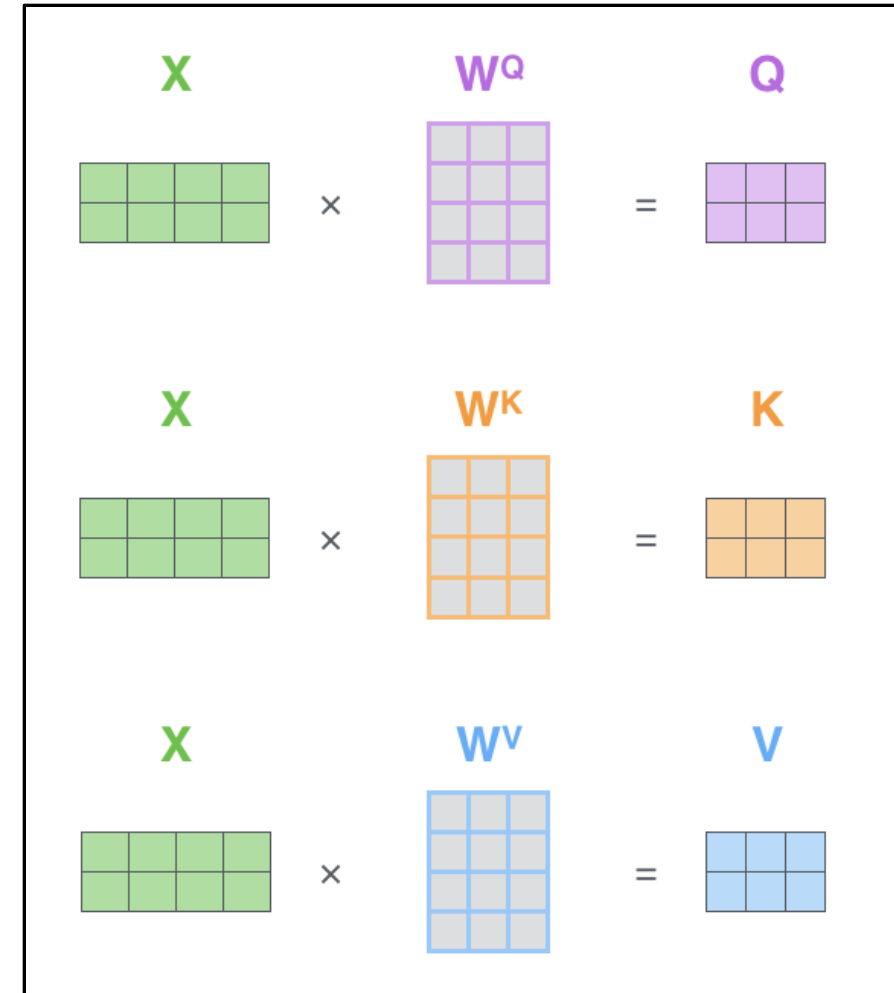 X W^Q Q
× =
X W^K K
× =
X W^V V
× =